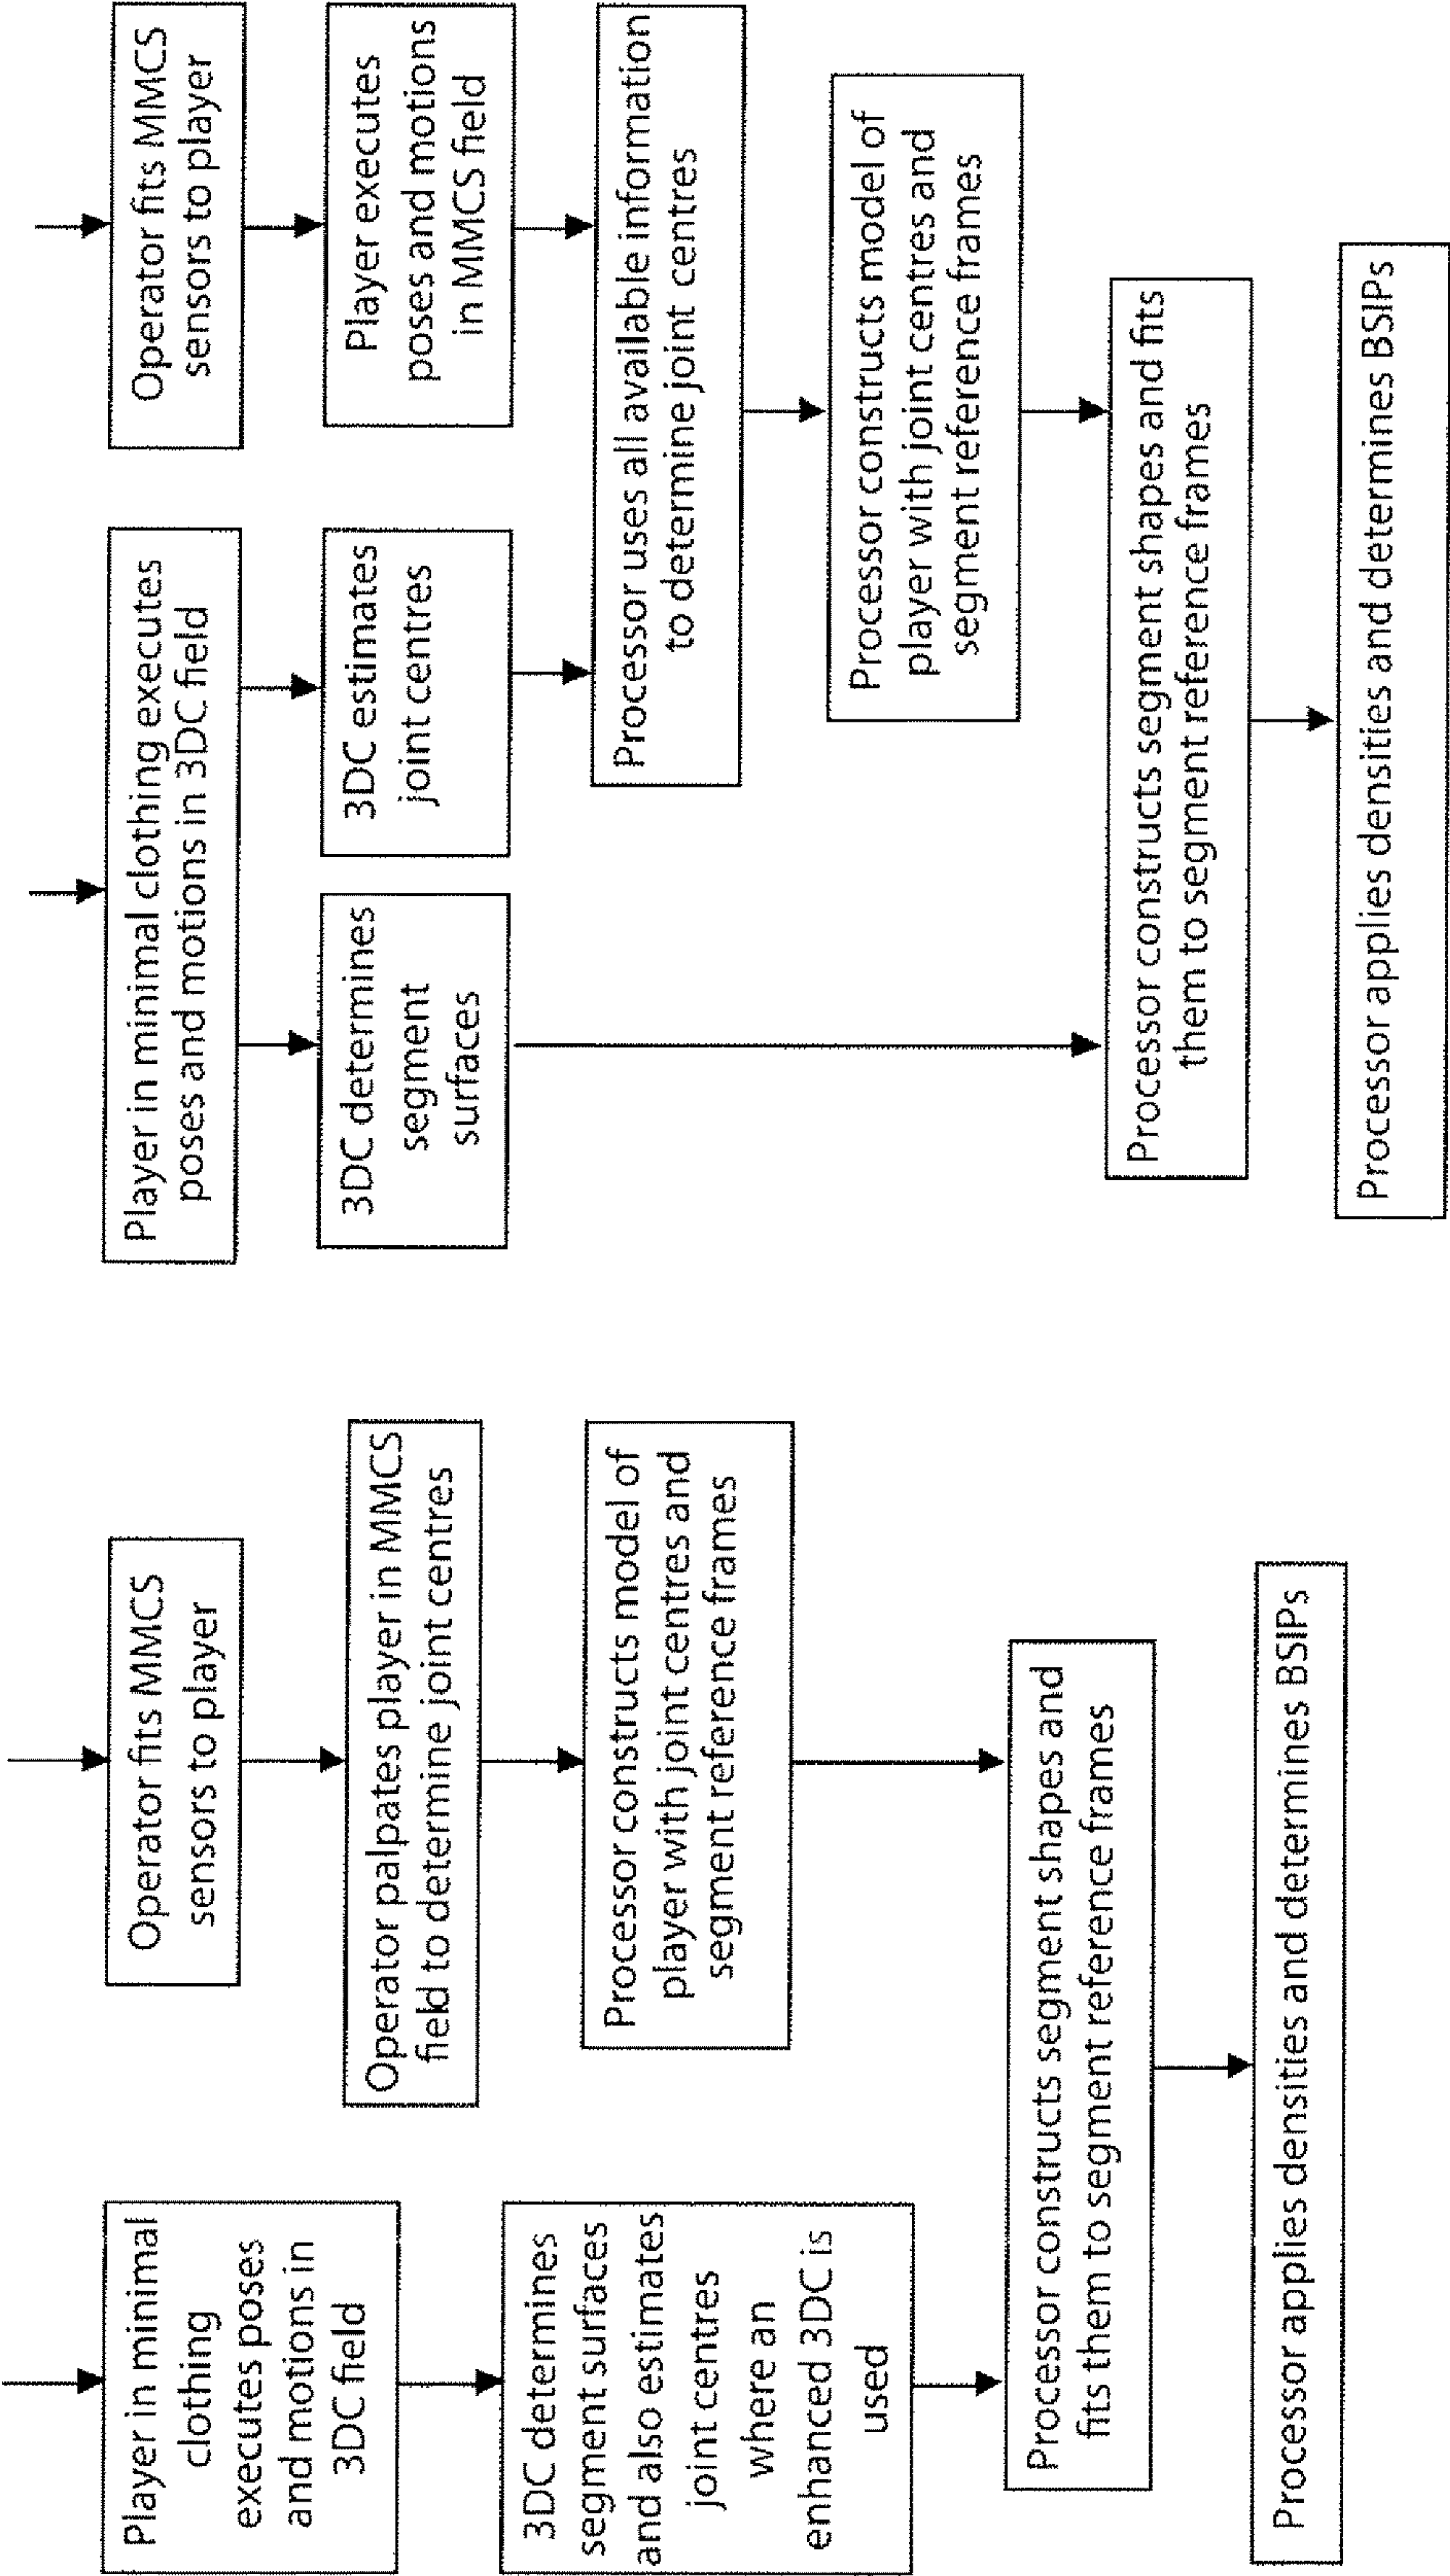 Player in minimal
clothing
executes poses
and motions in
3DC field
3DC determines
segment surfaces
and also estimates
joint centres
where an
enhanced 3DC is
used
Operator fits MMCS
sensors to player
Operator palpates player in MMCS
field to determine joint centres
Processor constructs model of
player with joint centres and
segment reference frames
Processor constructs segment shapes and
fits them to segment reference frames
Processor applies densities and determines BSIPs
Player in minimal clothing executes
poses and motions in 3DC field
3DC determines
segment
surfaces
3DC estimates
joint centres
Operator fits MMCS
sensors to player
Player executes
poses and motions
in MMCS field
Processor uses all available information
to determine joint centres
Processor constructs model of
player with joint centres and
segment reference frames
Processor constructs segment shapes and fits
them to segment reference frames
Processor applies densities and determines BSIPs